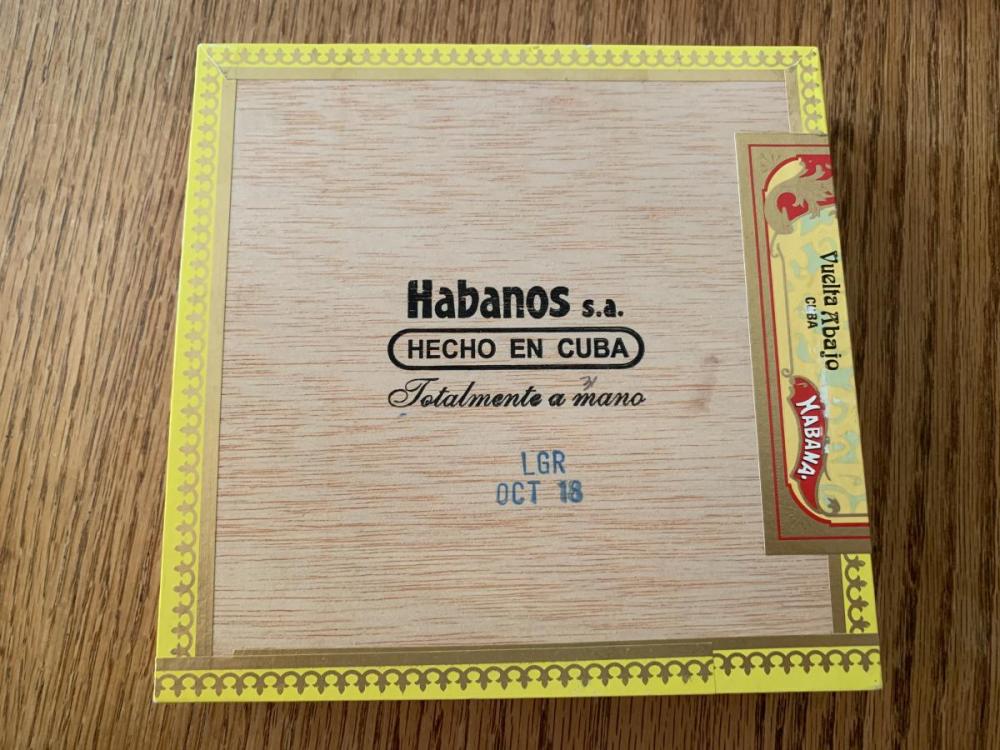 Habanos s.a.
HECHO EN CUBA
Totalmente a mano
LGR
OCT 18
Vuelta Abajo
CUBA
HABANA.